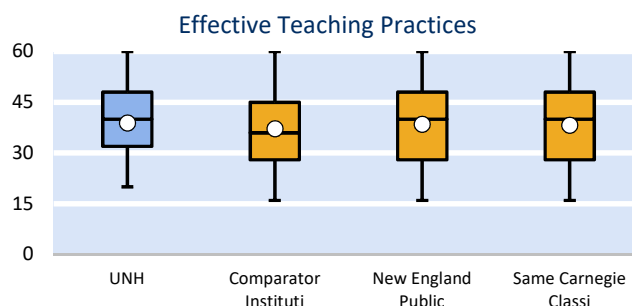 Effective Teaching Practices
60
45
30
15
0
UNH
Comparator
Instituti
New England
Public
Same Carnegie
Classi